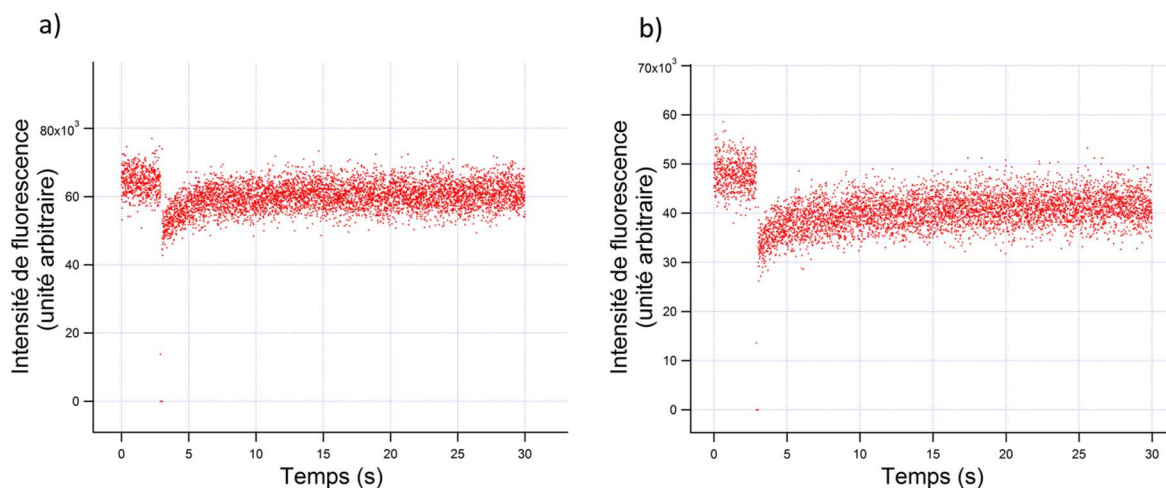 a)
80x10³
60
40
20
0
0 5 10 15 20 25 30
Temps (s)
Intensité de fluorescence
(unité arbitraire)
b)
70x10³
60
50
40
30
20
10
0
0 5 10 15 20 25 30
Temps (s)
Intensité de fluorescence
(unité arbitraire)